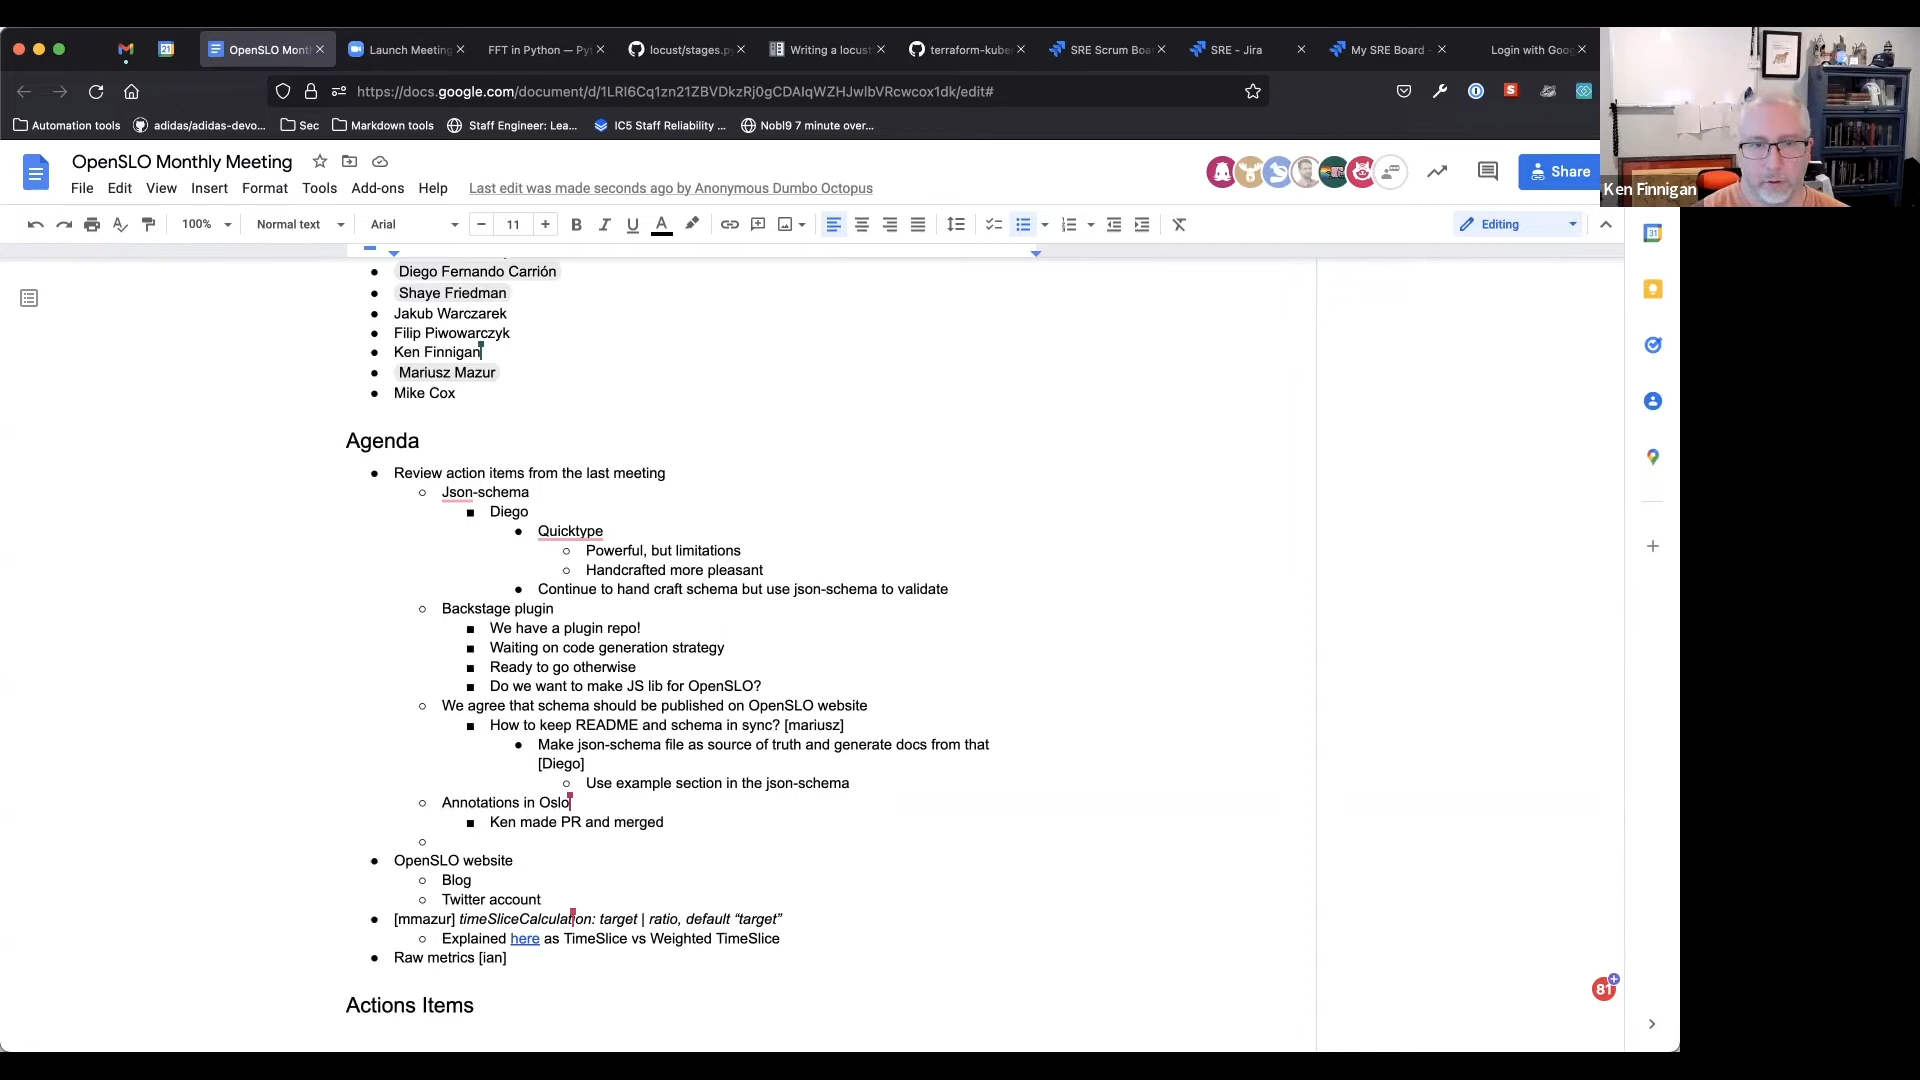 OpenSLO Mont
Launch Meeting
FFT in Python — Pyt
locust/stages.p
Writing a locust
terraform-kube
SRE Scrum Boa
SRE - Jira
My SRE Board -
Login with Goo
https://docs.google.com/document/d/1LRI6Cq1zn21ZBVDkzRj0gCDAIqWZHJwlbVRcwcox1dk/edit#
Automation tools
adidas/adidas-devo...
Sec
Markdown tools
Staff Engineer: Lea...
IC5 Staff Reliability ...
Nobl9 7 minute over...
OpenSLO Monthly Meeting
File Edit View Insert Format Tools Add-ons Help
Last edit was made seconds ago by Anonymous Dumbo Octopus
Share
Ken Finnigan
100%
Normal text
Arial
11
Editing
Diego Fernando Carrión
Shaye Friedman
Jakub Warczarek
Filip Piwowarczyk
Ken Finnigan
Mariusz Mazur
Mike Cox
Agenda
Review action items from the last meeting
Json-schema
Diego
Quicktype
Powerful, but limitations
Handcrafted more pleasant
Continue to hand craft schema but use json-schema to validate
Backstage plugin
We have a plugin repo!
Waiting on code generation strategy
Ready to go otherwise
Do we want to make JS lib for OpenSLO?
We agree that schema should be published on OpenSLO website
How to keep README and schema in sync? [mariusz]
Make json-schema file as source of truth and generate docs from that
[Diego]
Use example section in the json-schema
Annotations in Oslo
Ken made PR and merged
OpenSLO website
Blog
Twitter account
[mmazur] timeSliceCalculation: target | ratio, default “target”
Explained here as TimeSlice vs Weighted TimeSlice
Raw metrics [ian]
Actions Items
81